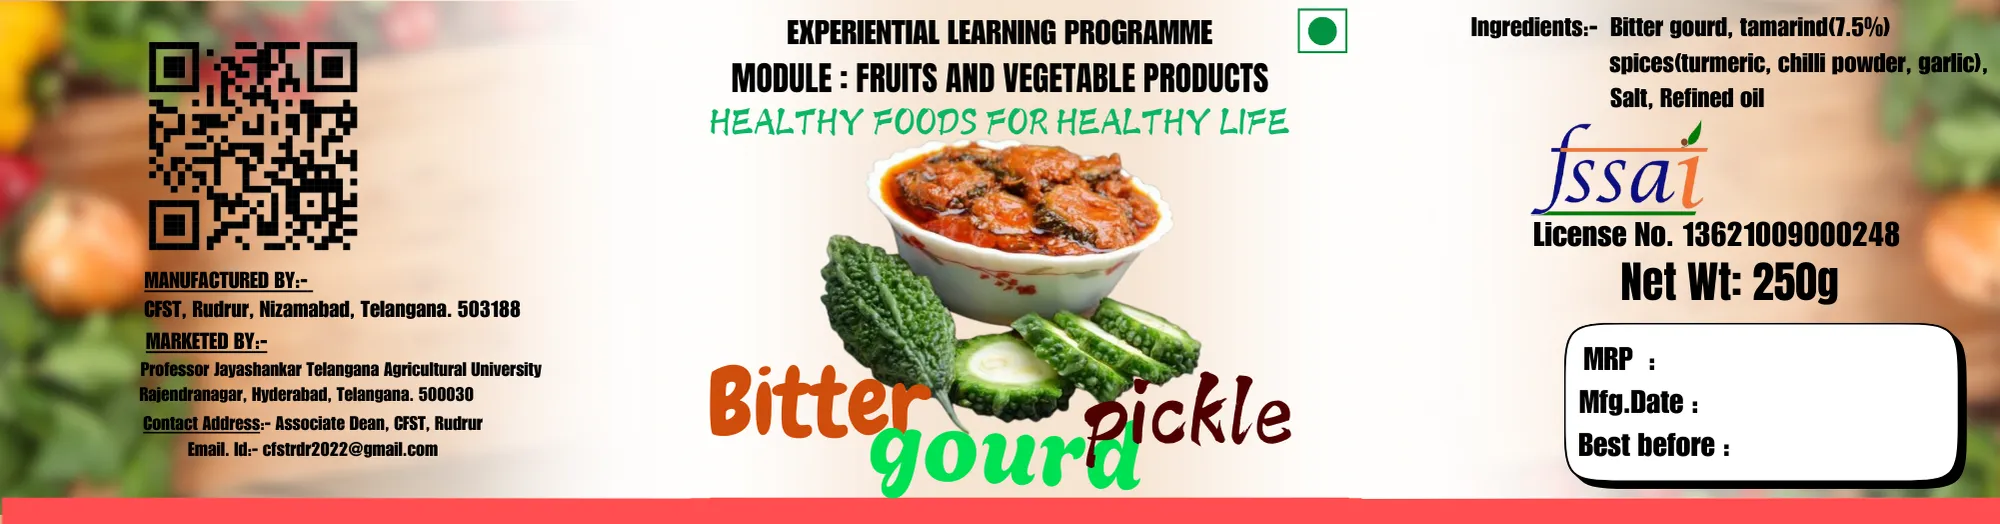 MANUFACTURED BY:-
CFST, Rudrur, Nizamabad, Telangana. 503188
MARKETED BY:-
Professor Jayashankar Telangana Agricultural University
Rajendranagar, Hyderabad, Telangana. 500030
Contact Address:- Associate Dean, CFST, Rudrur
Email. Id:- cfstrdr2022@gmail.com
EXPERIENTIAL LEARNING PROGRAMME
MODULE : FRUITS AND VEGETABLE PRODUCTS
HEALTHY FOODS FOR HEALTHY LIFE
Bitter
gourd
pickle
Ingredients:- Bitter gourd, tamarind(7.5%)
spices(turmeric, chilli powder, garlic),
Salt, Refined oil
fssai
License No. 13621009000248
Net Wt: 250g
MRP :
Mfg.Date :
Best before :